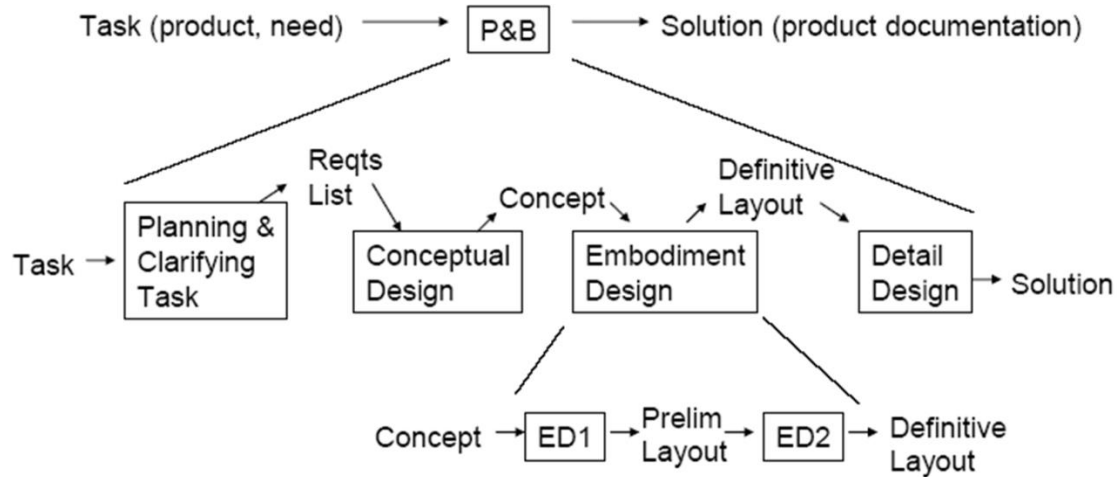 Task (product, need)
P&B
Solution (product documentation)
Reqts
List
Definitive
Layout
Concept
Task
Planning &
Clarifying
Task
Conceptual
Design
Embodiment
Design
Detail
Design
Solution
Concept
ED1
Prelim
Layout
ED2
Definitive
Layout